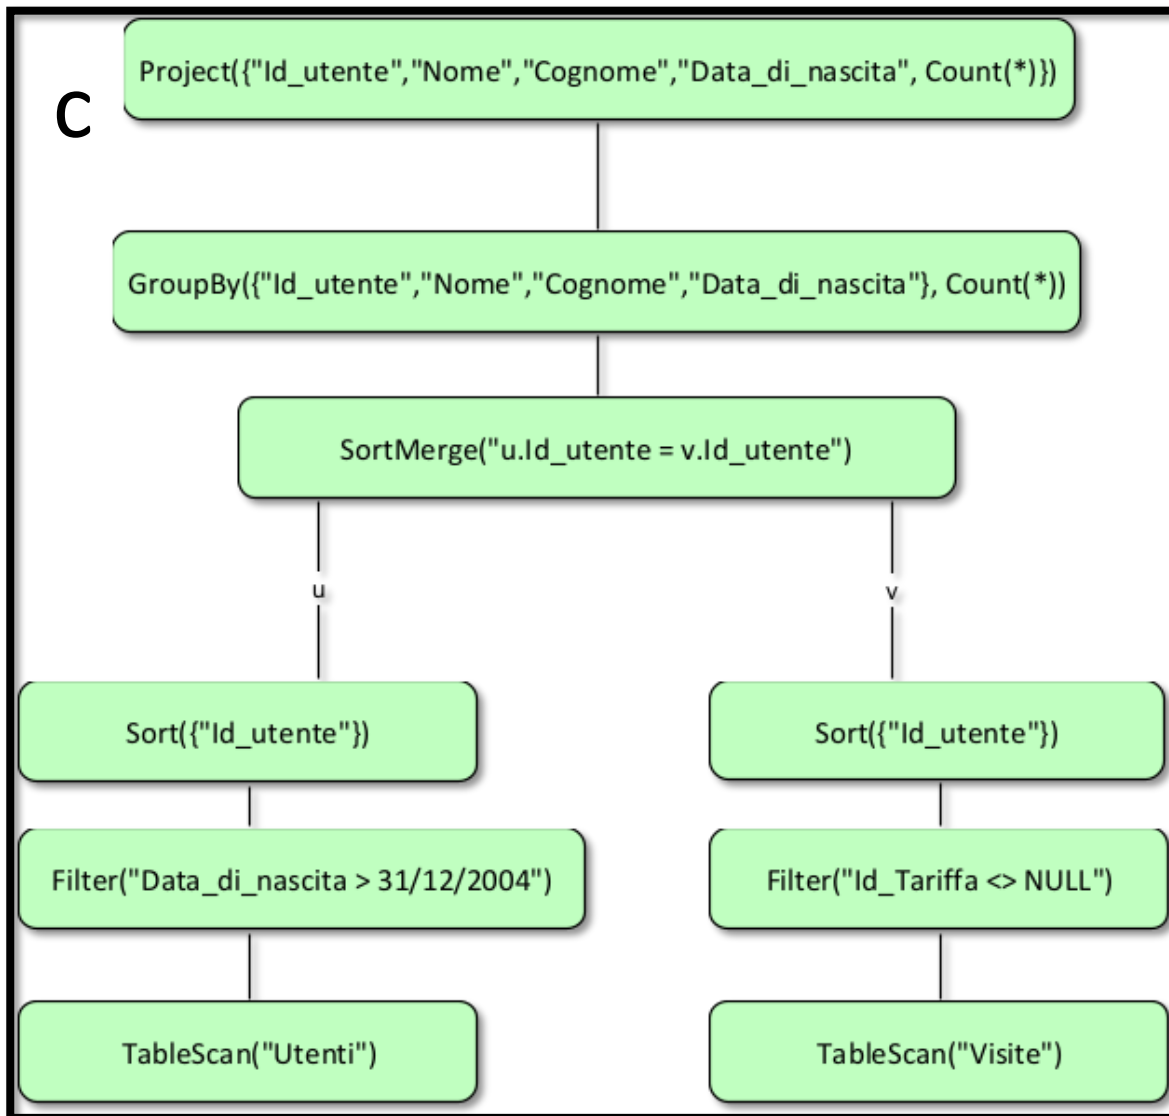 Project({"Id_utente","Nome","Cognome","Data_di_nascita", Count(*)})
C
GroupBy({"Id_utente","Nome","Cognome","Data_di_nascita"}, Count(*))
SortMerge("u.Id_utente = v.Id_utente")
u
v
Sort({"Id_utente"})
Sort({"Id_utente"})
Filter("Data_di_nascita > 31/12/2004")
Filter("Id_Tariffa <> NULL")
TableScan("Utenti")
TableScan("Visite")